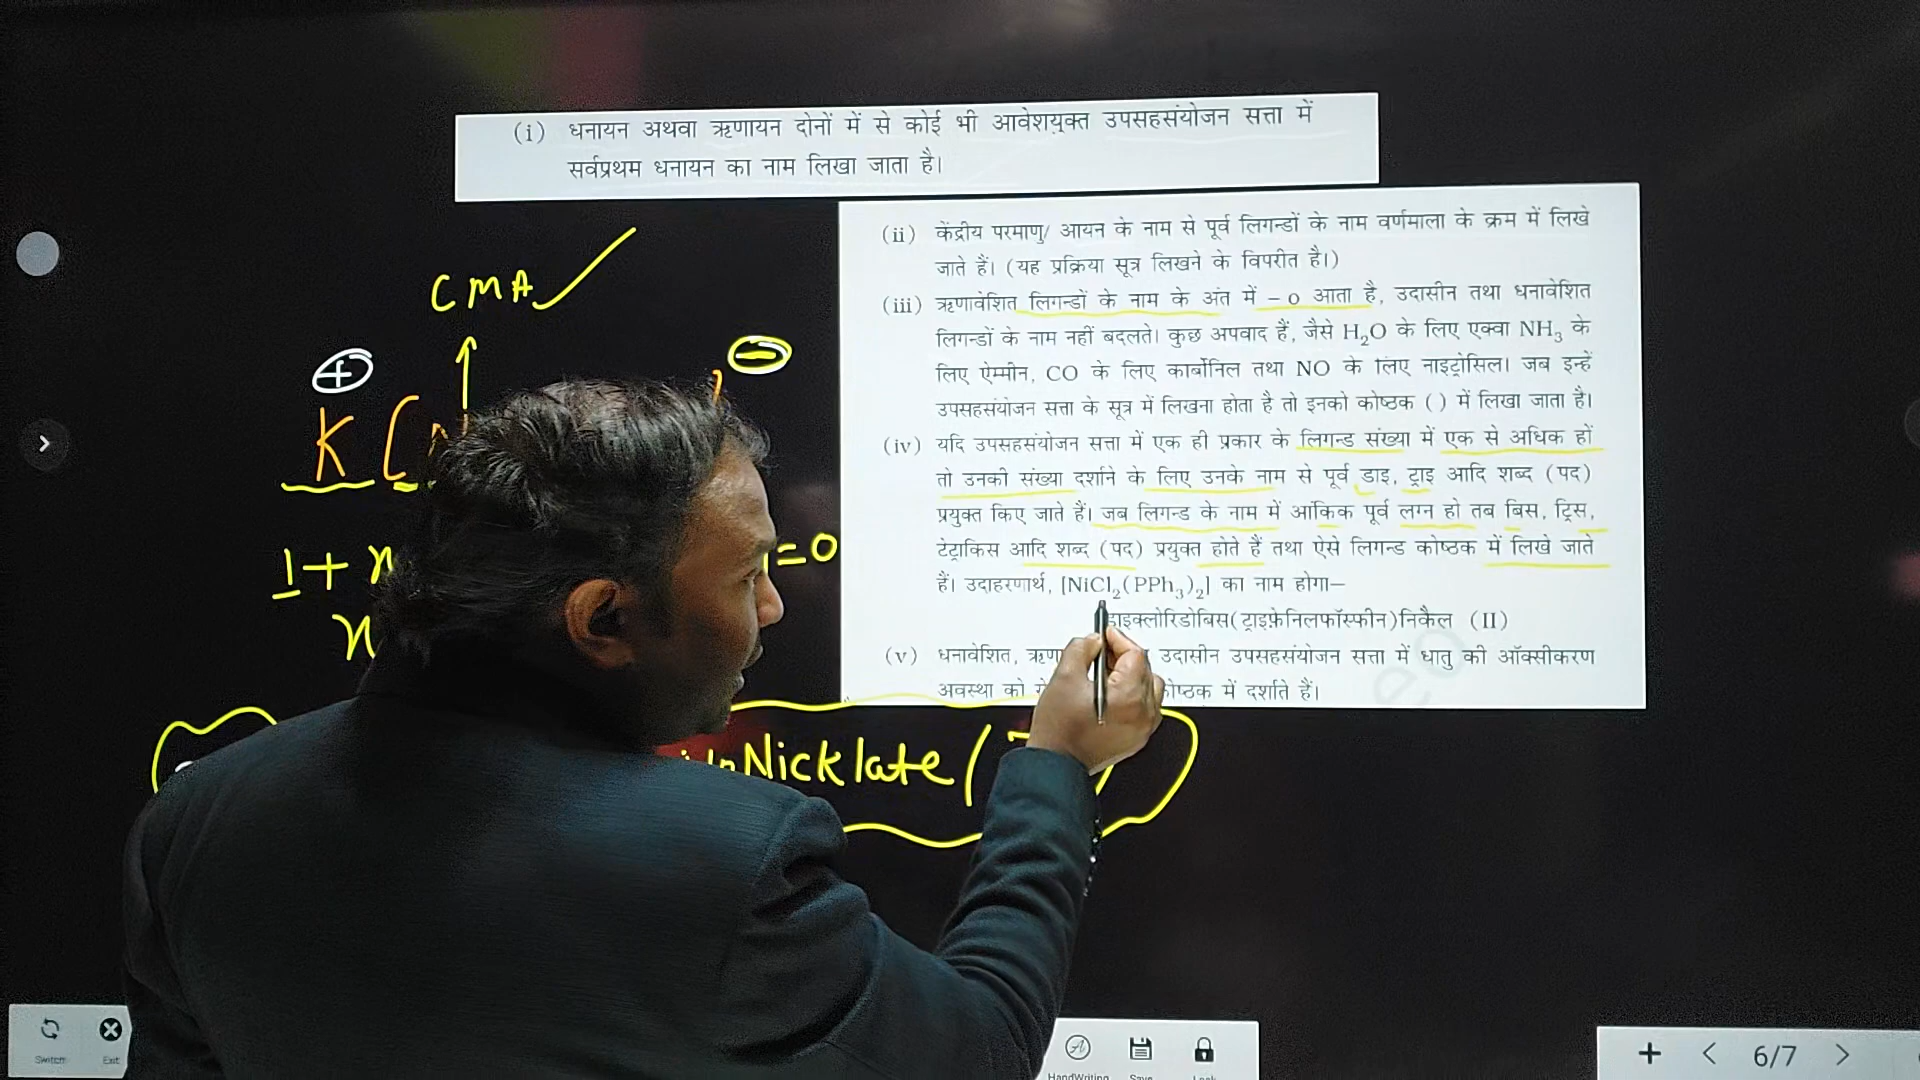 (i) धनायन अथवा ऋणायन दोनों में से कोई भी आवेशयुक्त उपसहसंयोजन सत्ता में
सर्वप्रथम धनायन का नाम लिखा जाता है।
(ii) केंद्रीय परमाणु/ आयन के नाम से पूर्व लिगन्डों के नाम वर्णमाला के क्रम में लिखे
जाते हैं। (यह प्रक्रिया सूत्र लिखने के विपरीत है।)
(iii) ऋणावेशित लिगन्डों के नाम के अंत में – o आता है, उदासीन तथा धनावेशित
लिगन्डों के नाम नहीं बदलते। कुछ अपवाद हैं, जैसे H₂O के लिए एक्वा NH₃ के
लिए ऐम्मीन, CO के लिए कार्बोनिल तथा NO के लिए नाइट्रोसिल। जब इन्हें
उपसहसंयोजन सत्ता के सूत्र में लिखना होता है तो इनको कोष्ठक ( ) में लिखा जाता है।
(iv) यदि उपसहसंयोजन सत्ता में एक ही प्रकार के लिगन्ड संख्या में एक से अधिक हों
तो उनकी संख्या दर्शाने के लिए उनके नाम से पूर्व डाइ, ट्राइ आदि शब्द (पद)
प्रयुक्त किए जाते हैं। जब लिगन्ड के नाम में आंकिक पूर्व लग्न हो तब बिस, ट्रिस,
टेट्राकिस आदि शब्द (पद) प्रयुक्त होते हैं तथा ऐसे लिगन्ड कोष्ठक में लिखे जाते
हैं। उदाहरणार्थ, [NiCl₂(PPh₃)₂] का नाम होगा—
डाइक्लोरिडोबिस(ट्राइफ़ेनिलफॉस्फीन)निकैल (II)
(v) धनावेशित, उदासीन उपसहसंयोजन सत्ता में धातु की ऑक्सीकरण
अवस्था को कोष्ठक में दर्शाते हैं।
CMA
+
−
K [
1 + x
=0
x
Nicklate (
Switch
Exit
HandWriting
Save
Lock
+ < 6/7 >